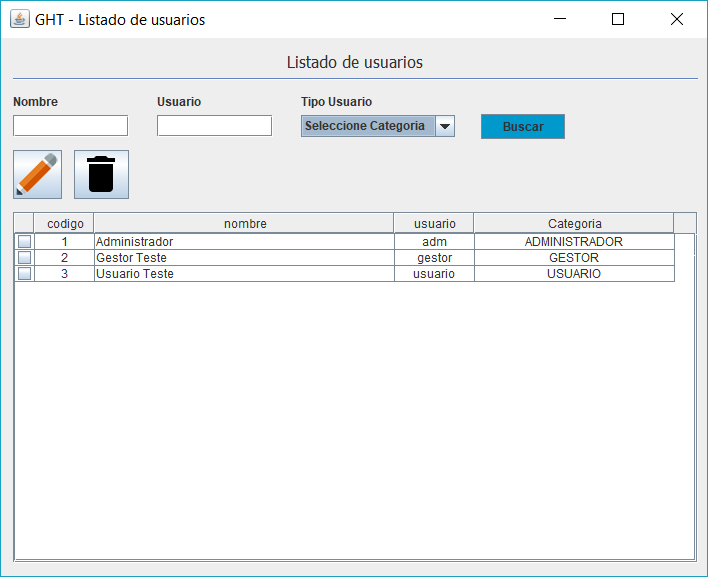 GHT - Listado de usuarios
Listado de usuarios
Nombre Usuario Tipo Usuario
Seleccione Categoria Buscar
codigo nombre usuario Categoria
1 Administrador adm ADMINISTRADOR
2 Gestor Teste gestor GESTOR
3 Usuario Teste usuario USUARIO